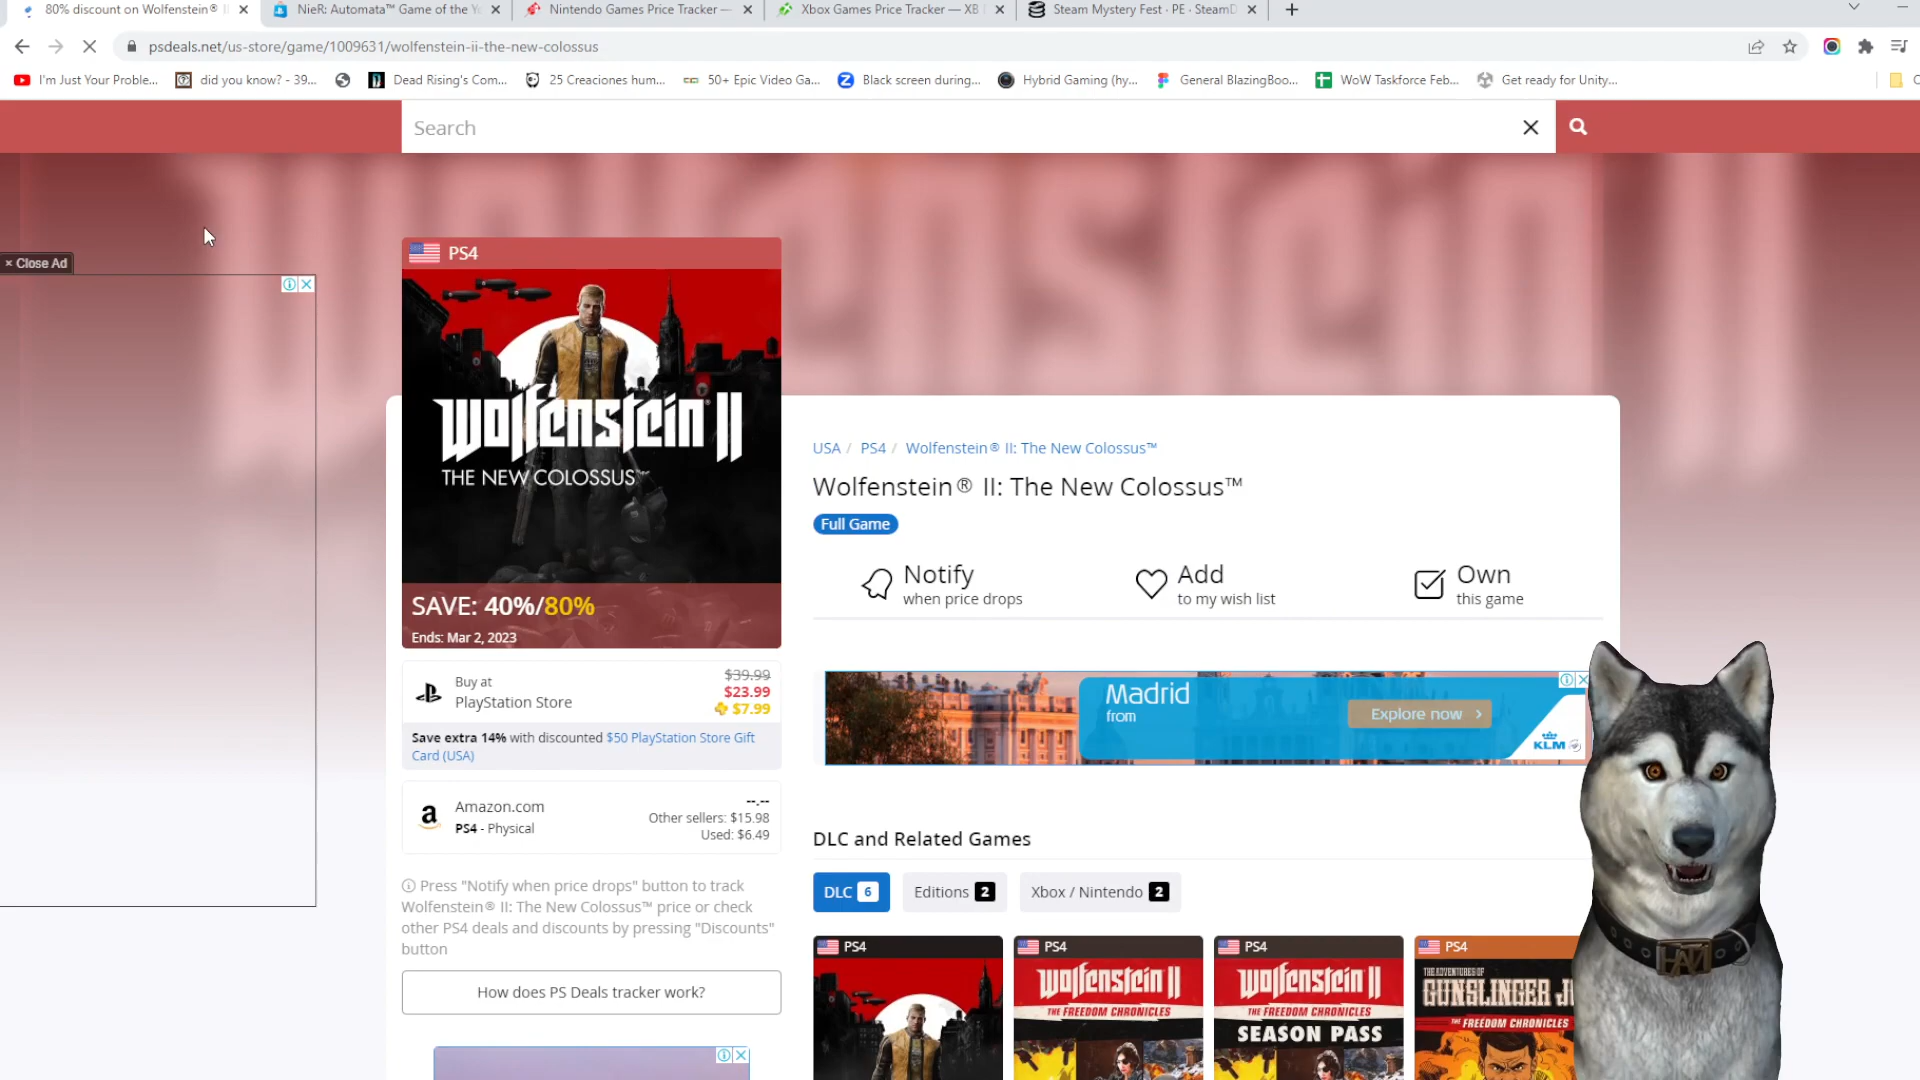 80% discount on Wolfenstein® I
NieR: Automata™ Game of the Y
Nintendo Games Price Tracker —
Xbox Games Price Tracker — XB
Steam Mystery Fest · PE · SteamD
psdeals.net/us-store/game/1009631/wolfenstein-ii-the-new-colossus
I'm Just Your Proble...
did you know? - 39...
Dead Rising's Com...
25 Creaciones hum...
50+ Epic Video Ga...
Black screen during...
Hybrid Gaming (hy...
General BlazingBoo...
WoW Taskforce Feb...
Get ready for Unity...
Search
× Close Ad
PS4
Wolfenstein II
THE NEW COLOSSUS™
SAVE: 40%/80%
Ends: Mar 2, 2023
Buy at
PlayStation Store
$39.99
$23.99
$7.99
Save extra 14% with discounted $50 PlayStation Store Gift
Card (USA)
Amazon.com
PS4 - Physical
--.--
Other sellers: $15.98
Used: $6.49
Press "Notify when price drops" button to track
Wolfenstein® II: The New Colossus™ price or check
other PS4 deals and discounts by pressing "Discounts"
button
How does PS Deals tracker work?
USA / PS4 / Wolfenstein® II: The New Colossus™
Wolfenstein® II: The New Colossus™
Full Game
Notify
when price drops
Add
to my wish list
Own
this game
Madrid
from
Explore now
KLM
DLC and Related Games
DLC 6
Editions 2
Xbox / Nintendo 2
PS4
PS4
Wolfenstein II
THE FREEDOM CHRONICLES
PS4
Wolfenstein II
THE FREEDOM CHRONICLES
SEASON PASS
PS4
THE ADVENTURES OF
GUNSLINGER J
THE FREEDOM CHRONICLES